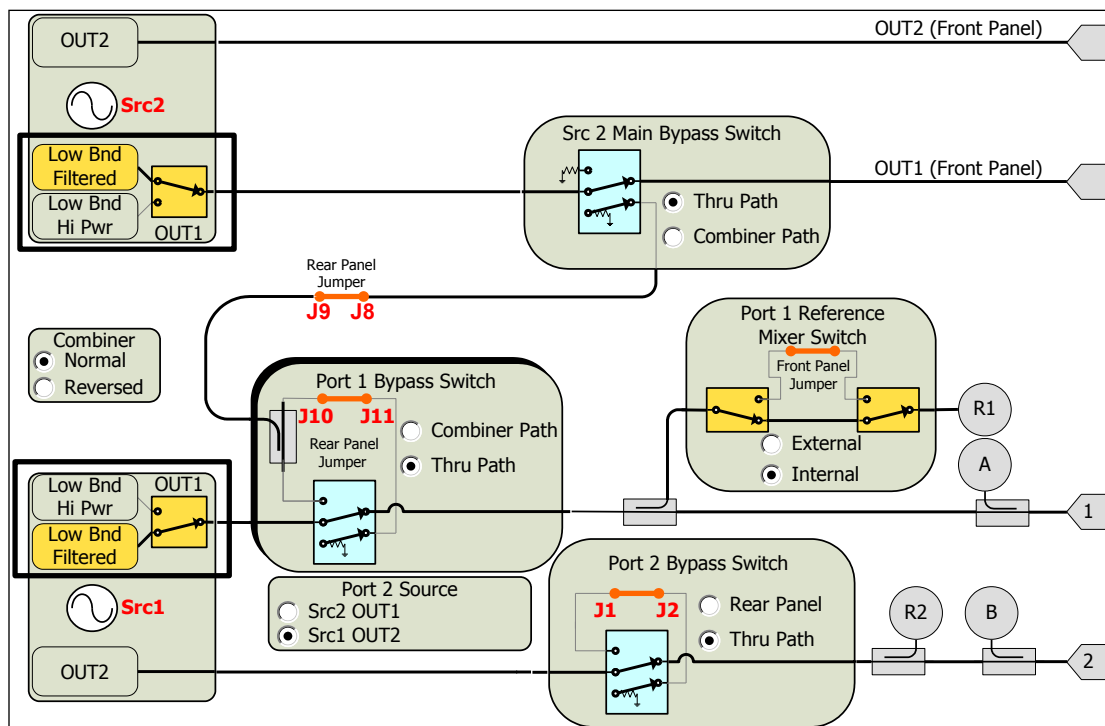 OUT2
OUT2 (Front Panel)
Src2
Low Bnd
Filtered
Low Bnd
Hi Pwr
OUT1
Src 2 Main Bypass Switch
Thru Path
Combiner Path
OUT1 (Front Panel)
Rear Panel
Jumper
J9 J8
Combiner
Normal
Reversed
Port 1 Bypass Switch
J10 J11
Rear Panel
Jumper
Combiner Path
Thru Path
Port 1 Reference
Mixer Switch
Front Panel
Jumper
External
Internal
R1
A
1
Low Bnd
Hi Pwr
OUT1
Low Bnd
Filtered
Src1
OUT2
Port 2 Source
Src2 OUT1
Src1 OUT2
Port 2 Bypass Switch
J1 J2
Rear Panel
Thru Path
R2
B
2